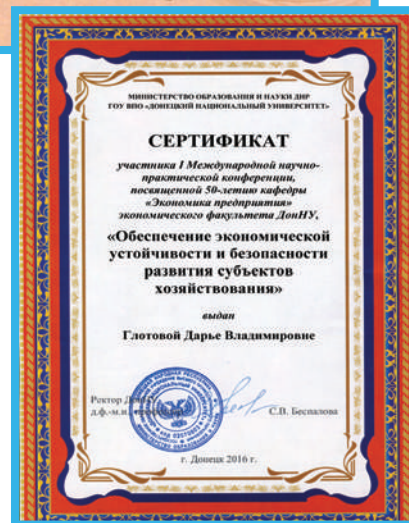 МИНИСТЕРСТВО ОБРАЗОВАНИЯ И НАУКИ ДНР
ГОУ ВПО «ДОНЕЦКИЙ НАЦИОНАЛЬНЫЙ УНИВЕРСИТЕТ»
СЕРТИФИКАТ
участника I Международной научно-
практической конференции,
посвященной 50-летию кафедры
«Экономика предприятия»
экономического факультета ДонНУ,
«Обеспечение экономической
устойчивости и безопасности
развития субъектов
хозяйствования»
выдан
Глотовой Дарье Владимировне
Ректор
д.ф.-м.н.,
С.В. Беспалова
г. Донецк 2016 г.